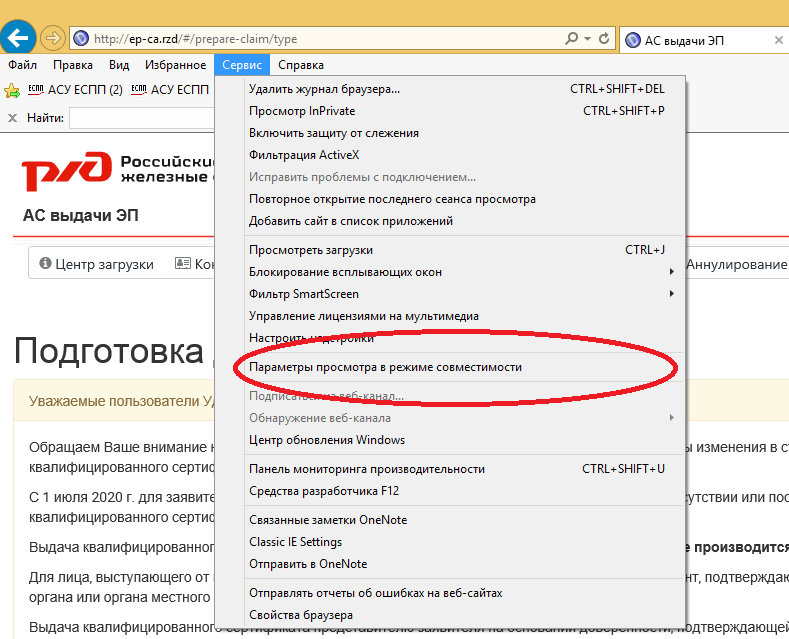 http://ep-ca.rzd/#/prepare-claim/type
АС выдачи ЭП
Файл Правка Вид Избранное Сервис Справка
ЕСПП АСУ ЕСПП (2) ЕСПП АСУ ЕСПП
Найти:
Удалить журнал браузера... CTRL+SHIFT+DEL
Просмотр InPrivate CTRL+SHIFT+P
Включить защиту от слежения
Фильтрация ActiveX
Исправить проблемы с подключением...
Повторное открытие последнего сеанса просмотра
Добавить сайт в список приложений
Просмотреть загрузки CTRL+J
Блокирование всплывающих окон
Фильтр SmartScreen
Управление лицензиями на мультимедиа
Настроить надстройки
Параметры просмотра в режиме совместимости
Подписаться на веб-канал...
Обнаружение веб-канала
Центр обновления Windows
Панель мониторинга производительности CTRL+SHIFT+U
Средства разработчика F12
Связанные заметки OneNote
Classic IE Settings
Отправить в OneNote
Отправлять отчеты об ошибках на веб-сайтах
Свойства браузера
ржд Российски
железные
АС выдачи ЭП
Центр загрузки Кон Аннулирование
Подготовка
Уважаемые пользователи УД
Обращаем Ваше внимание н ы изменения в ст
квалифицированного сертиф
С 1 июля 2020 г. для заявите сутствии или пос
квалифицированного сертиф
Выдача квалифицированног е производится
Для лица, выступающего от нт, подтверждаю
органа или органа местного
Выдача квалифицированного сертификата представителю заявителя на основании доверенности, подтверждающей